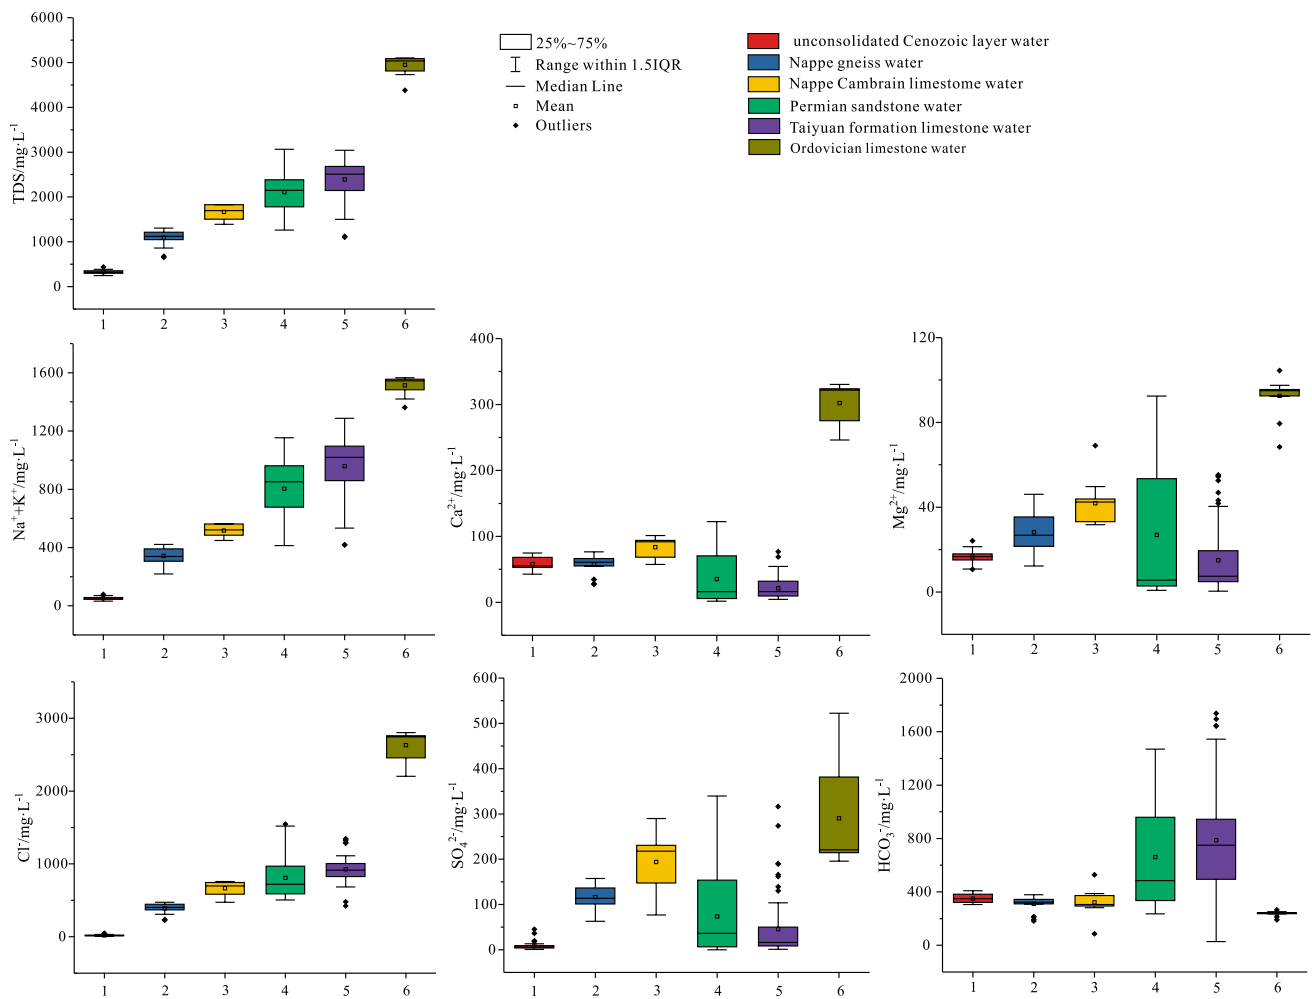 6000
5000
4000
3000
2000
1000
0
TDS/mg·L-1
1 2 3 4 5 6
25%~75%
Range within 1.5IQR
Median Line
Mean
Outliers
unconsolidated Cenozoic layer water
Nappe gneiss water
Nappe Cambrain limestome water
Permian sandstone water
Taiyuan formation limestone water
Ordovician limestone water
1600
1200
800
400
0
Na++K+/mg·L-1
1 2 3 4 5 6
400
300
200
100
0
Ca2+/mg·L-1
1 2 3 4 5 6
120
80
40
0
Mg2+/mg·L-1
1 2 3 4 5 6
3000
2000
1000
0
Cl-/mg·L-1
1 2 3 4 5 6
600
500
400
300
200
100
0
SO42-/mg·L-1
1 2 3 4 5 6
2000
1600
1200
800
400
0
HCO3-/mg·L-1
1 2 3 4 5 6